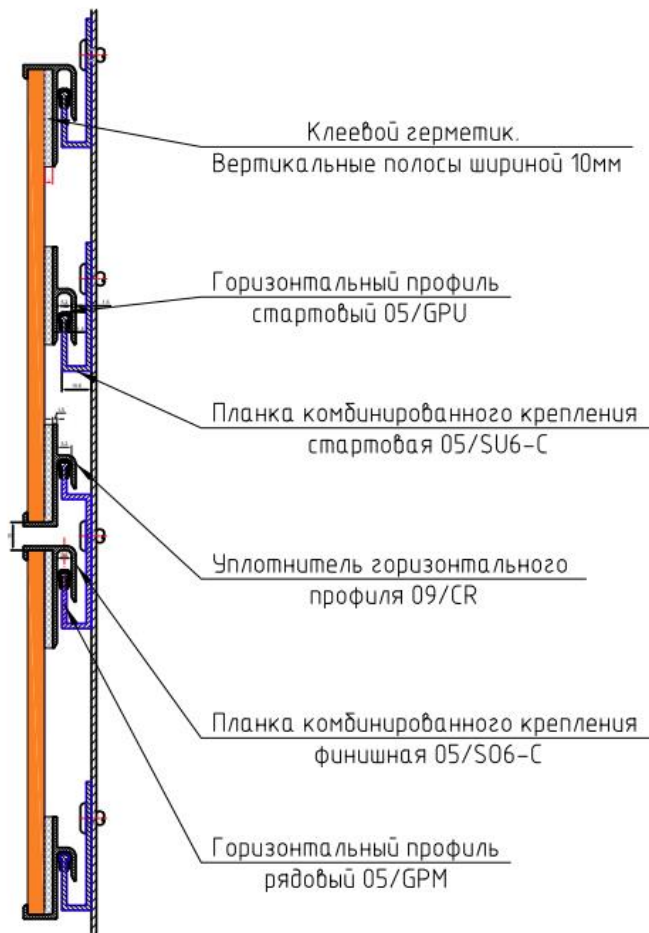 Клеевой герметик.
Вертикальные полосы шириной 10мм
Горизонтальный профиль
стартовый 05/GPU
Планка комбинированного крепления
стартовая 05/SU6-C
Уплотнитель горизонтального
профиля 09/CR
Планка комбинированного крепления
финишная 05/SO6-C
Горизонтальный профиль
рядовый 05/GPM